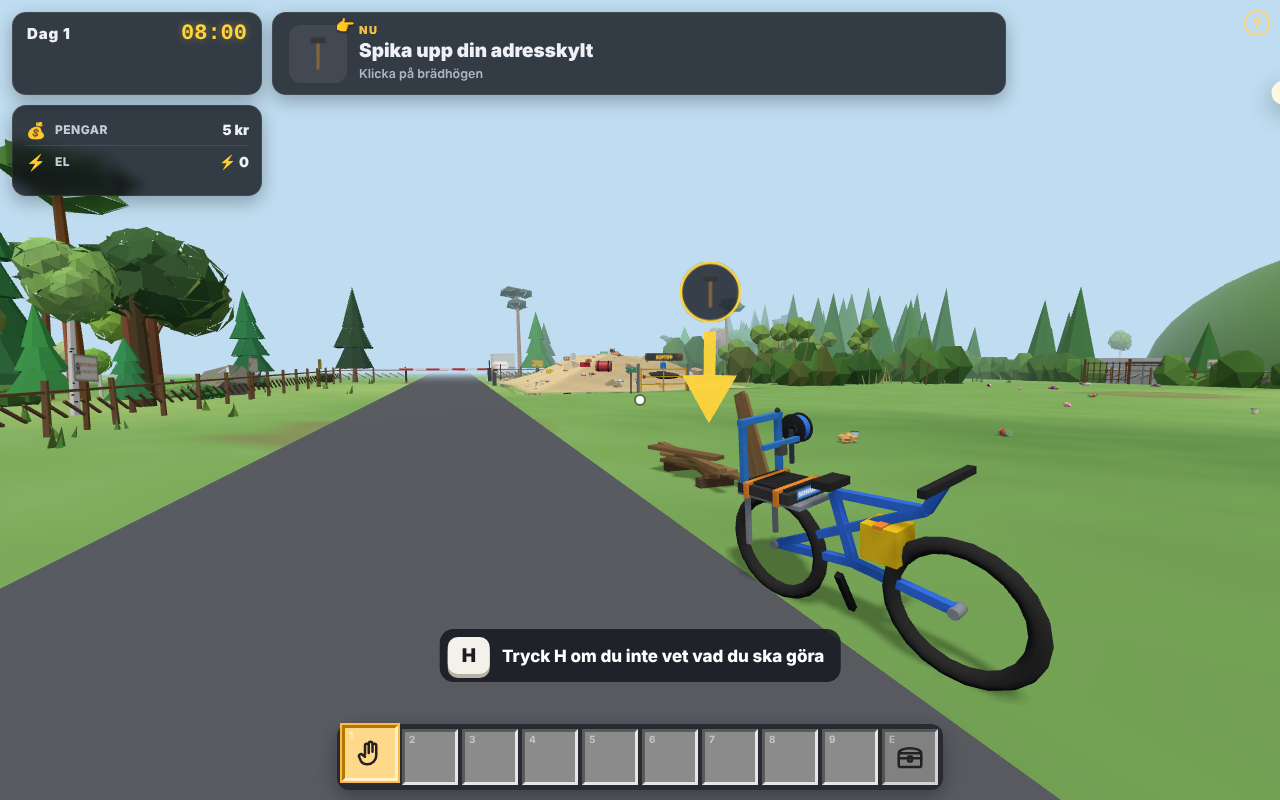 Dag 1
08:00
NU
Spika upp din adresskylt
Klicka på brädhögen
PENGAR
5 kr
EL
0
H
Tryck H om du inte vet vad du ska göra
1
2
3
4
5
6
7
8
9
E